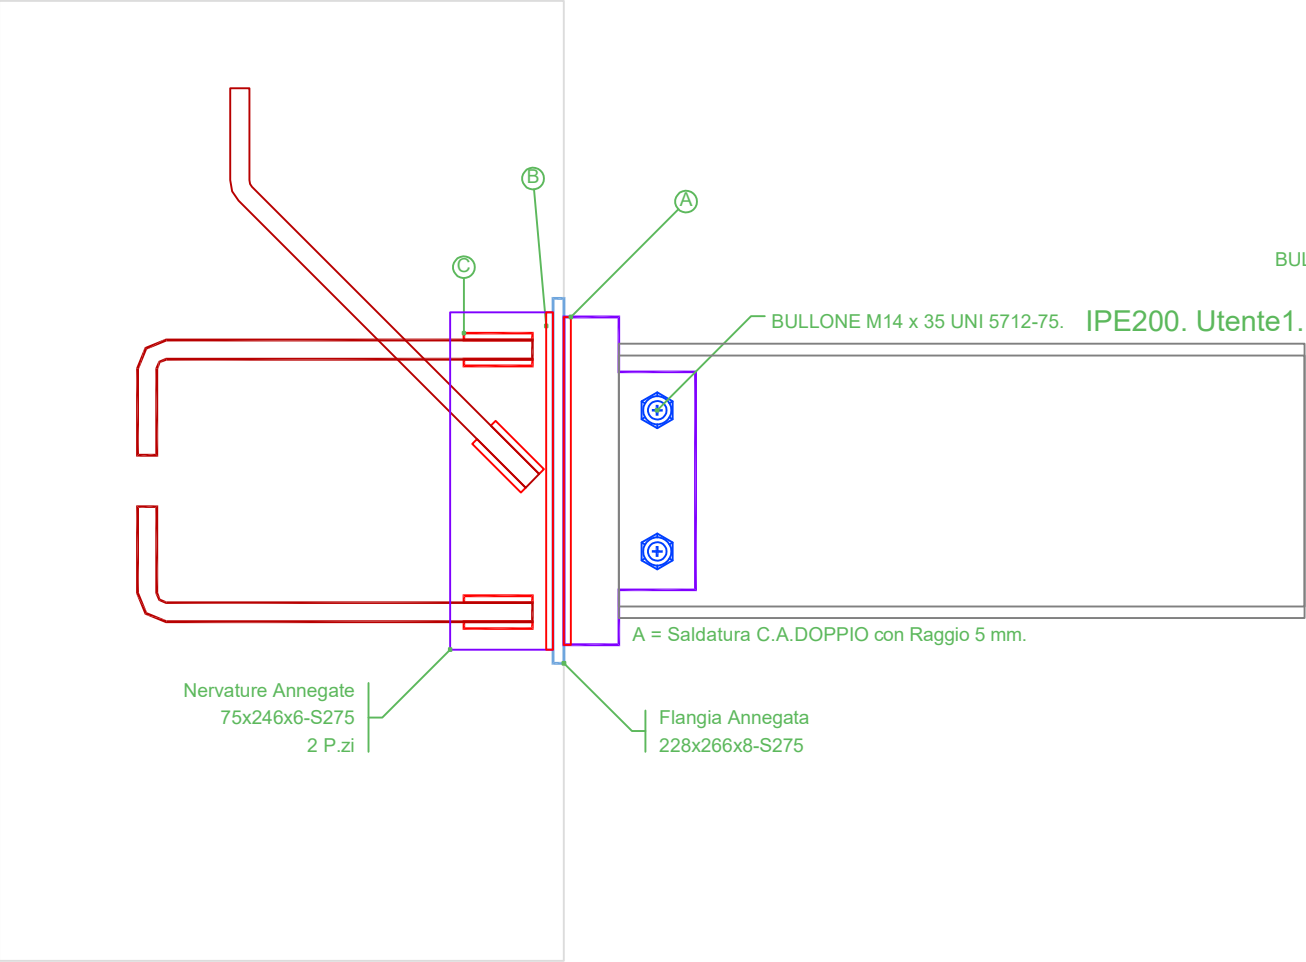 B
A
C
BUL
BULLONE M14 x 35 UNI 5712-75.
IPE200. Utente1.
A = Saldatura C.A.DOPPIO con Raggio 5 mm.
Nervature Annegate
75x246x6-S275
2 P.zi
Flangia Annegata
228x266x8-S275